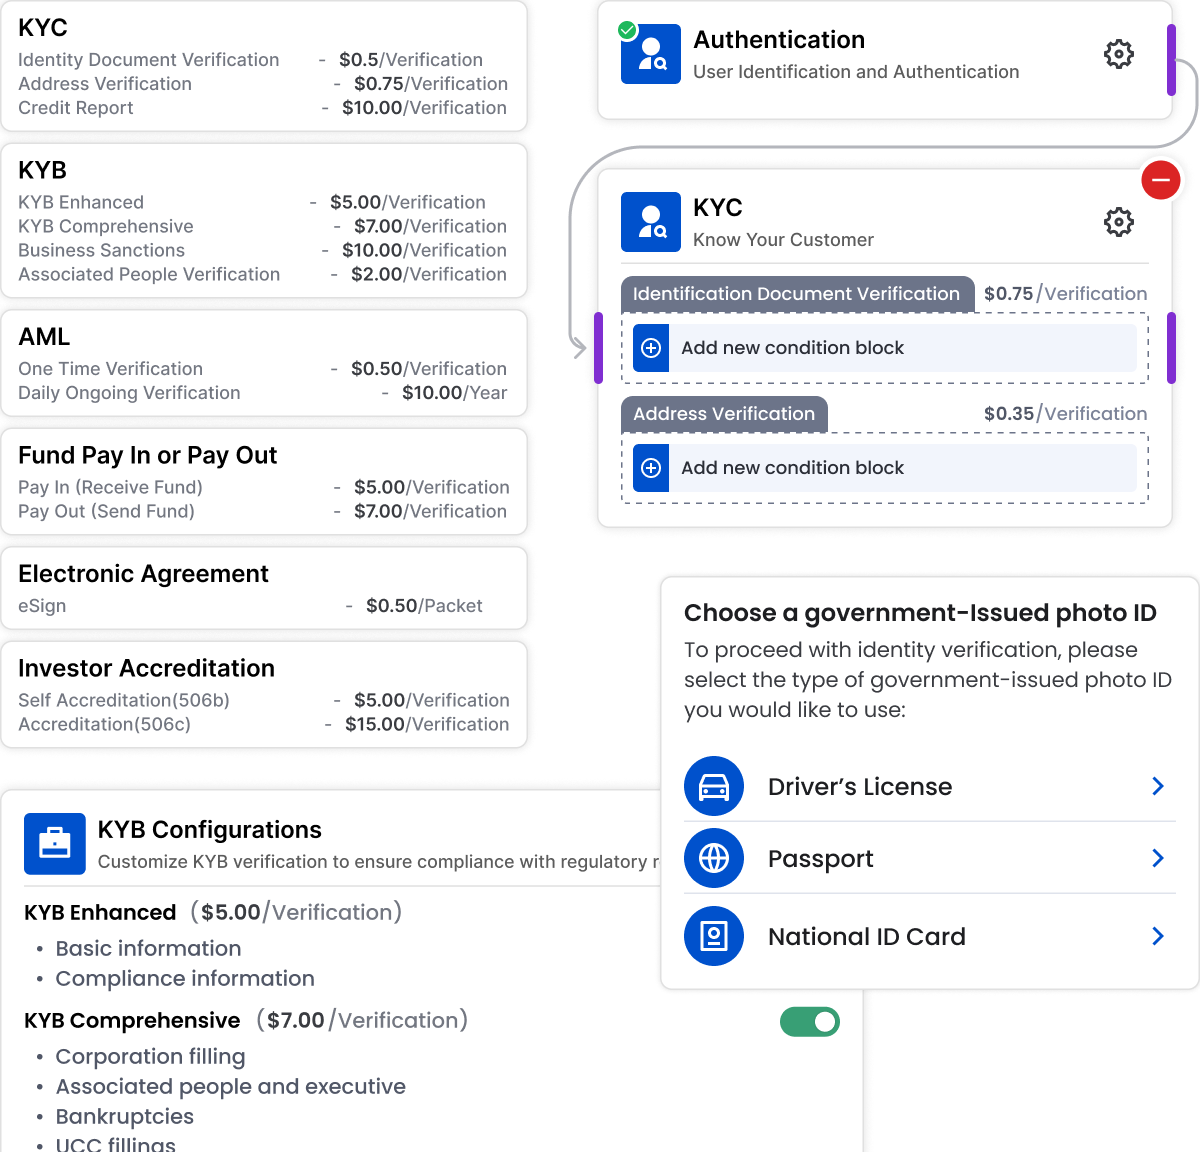 KYC
Identity Document Verification - $0.5/Verification
Address Verification - $0.75/Verification
Credit Report - $10.00/Verification
KYB
KYB Enhanced - $5.00/Verification
KYB Comprehensive - $7.00/Verification
Business Sanctions - $10.00/Verification
Associated People Verification - $2.00/Verification
AML
One Time Verification - $0.50/Verification
Daily Ongoing Verification - $10.00/Year
Fund Pay In or Pay Out
Pay In (Receive Fund) - $5.00/Verification
Pay Out (Send Fund) - $7.00/Verification
Electronic Agreement
eSign - $0.50/Packet
Investor Accreditation
Self Accreditation(506b) - $5.00/Verification
Accreditation(506c) - $15.00/Verification
Authentication
User Identification and Authentication
KYC
Know Your Customer
Identification Document Verification $0.75/Verification
Add new condition block
Address Verification $0.35/Verification
Add new condition block
Choose a government-Issued photo ID
To proceed with identity verification, please
select the type of government-issued photo ID
you would like to use:
Driver’s License
Passport
National ID Card
KYB Configurations
Customize KYB verification to ensure compliance with regulatory
KYB Enhanced ($5.00/Verification)
• Basic information
• Compliance information
KYB Comprehensive ($7.00/Verification)
• Corporation filling
• Associated people and executive
• Bankruptcies
• UCC fillings